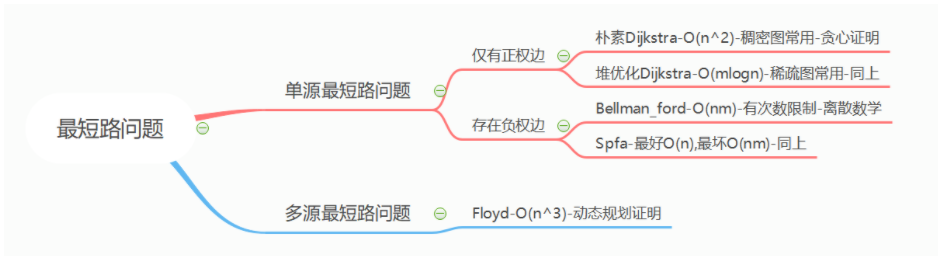 最短路问题
单源最短路问题
仅有正权边
朴素Dijkstra-O(n^2)-稠密图常用-贪心证明
堆优化Dijkstra-O(mlogn)-稀疏图常用-同上
存在负权边
Bellman_ford-O(nm)-有次数限制-离散数学
Spfa-最好O(n),最坏O(nm)-同上
多源最短路问题
Floyd-O(n^3)-动态规划证明